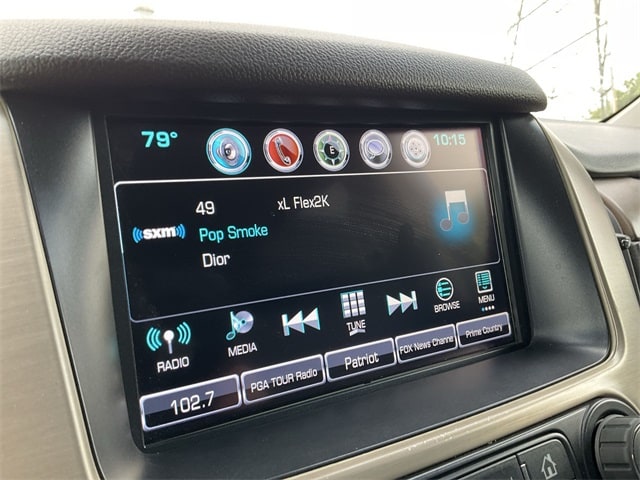 79° E 10:15
49 xL Flex2K
((sxm))
Pop Smoke
Dior
RADIO MEDIA TUNE BROWSE MENU
102.7 PGA TOUR Radio Patriot FOX News Channe Prime Country